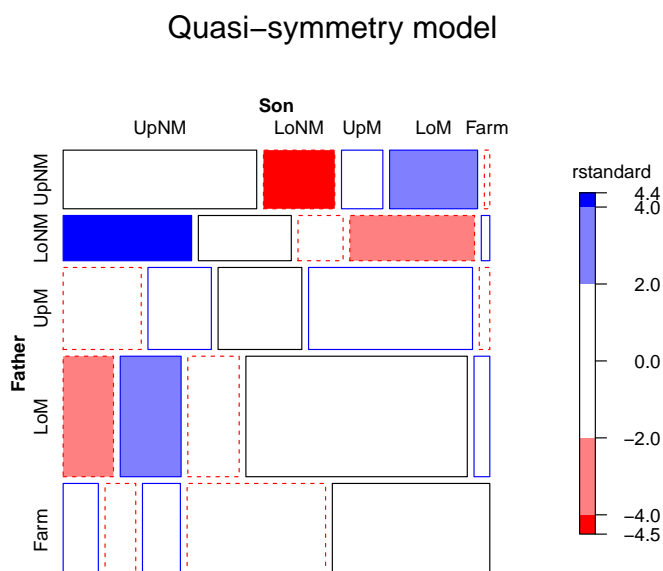 Quasi−symmetry model
Son
UpNM LoNM UpM LoM Farm
Father
UpNM
LoNM
UpM
LoM
Farm
rstandard
4.4
4.0
2.0
0.0
−2.0
−4.0
−4.5